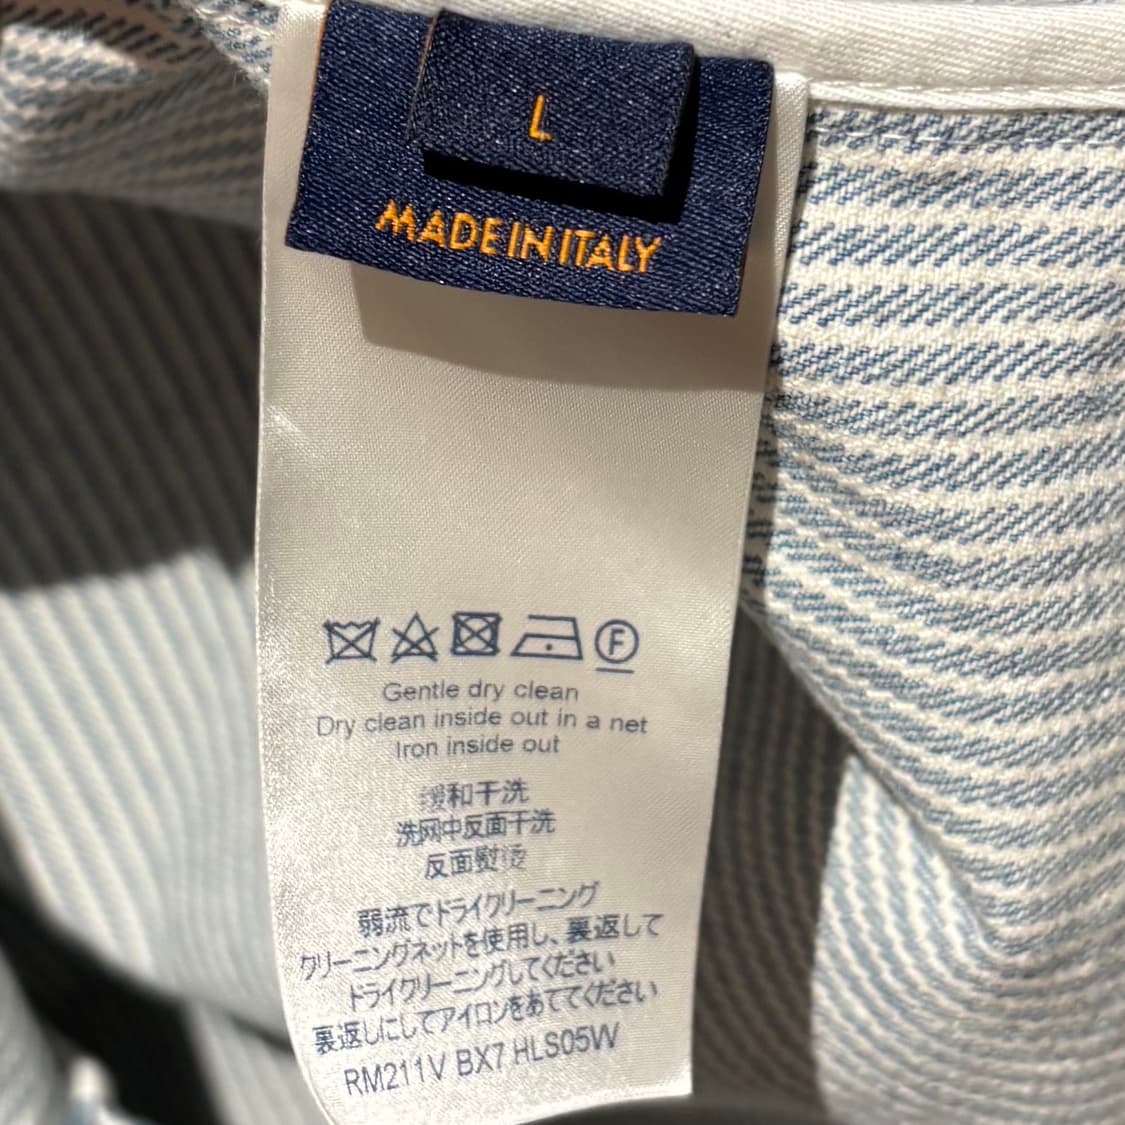 L
MADE IN ITALY
F
Gentle dry clean
Dry clean inside out in a net
Iron inside out
缓和干洗
洗网中反面干洗
反面熨烫
弱流でドライクリーニング
クリーニングネットを使用し、裏返して
ドライクリーニングしてください
裏返しにしてアイロンをあててください
RM211V BX7 HLS05W